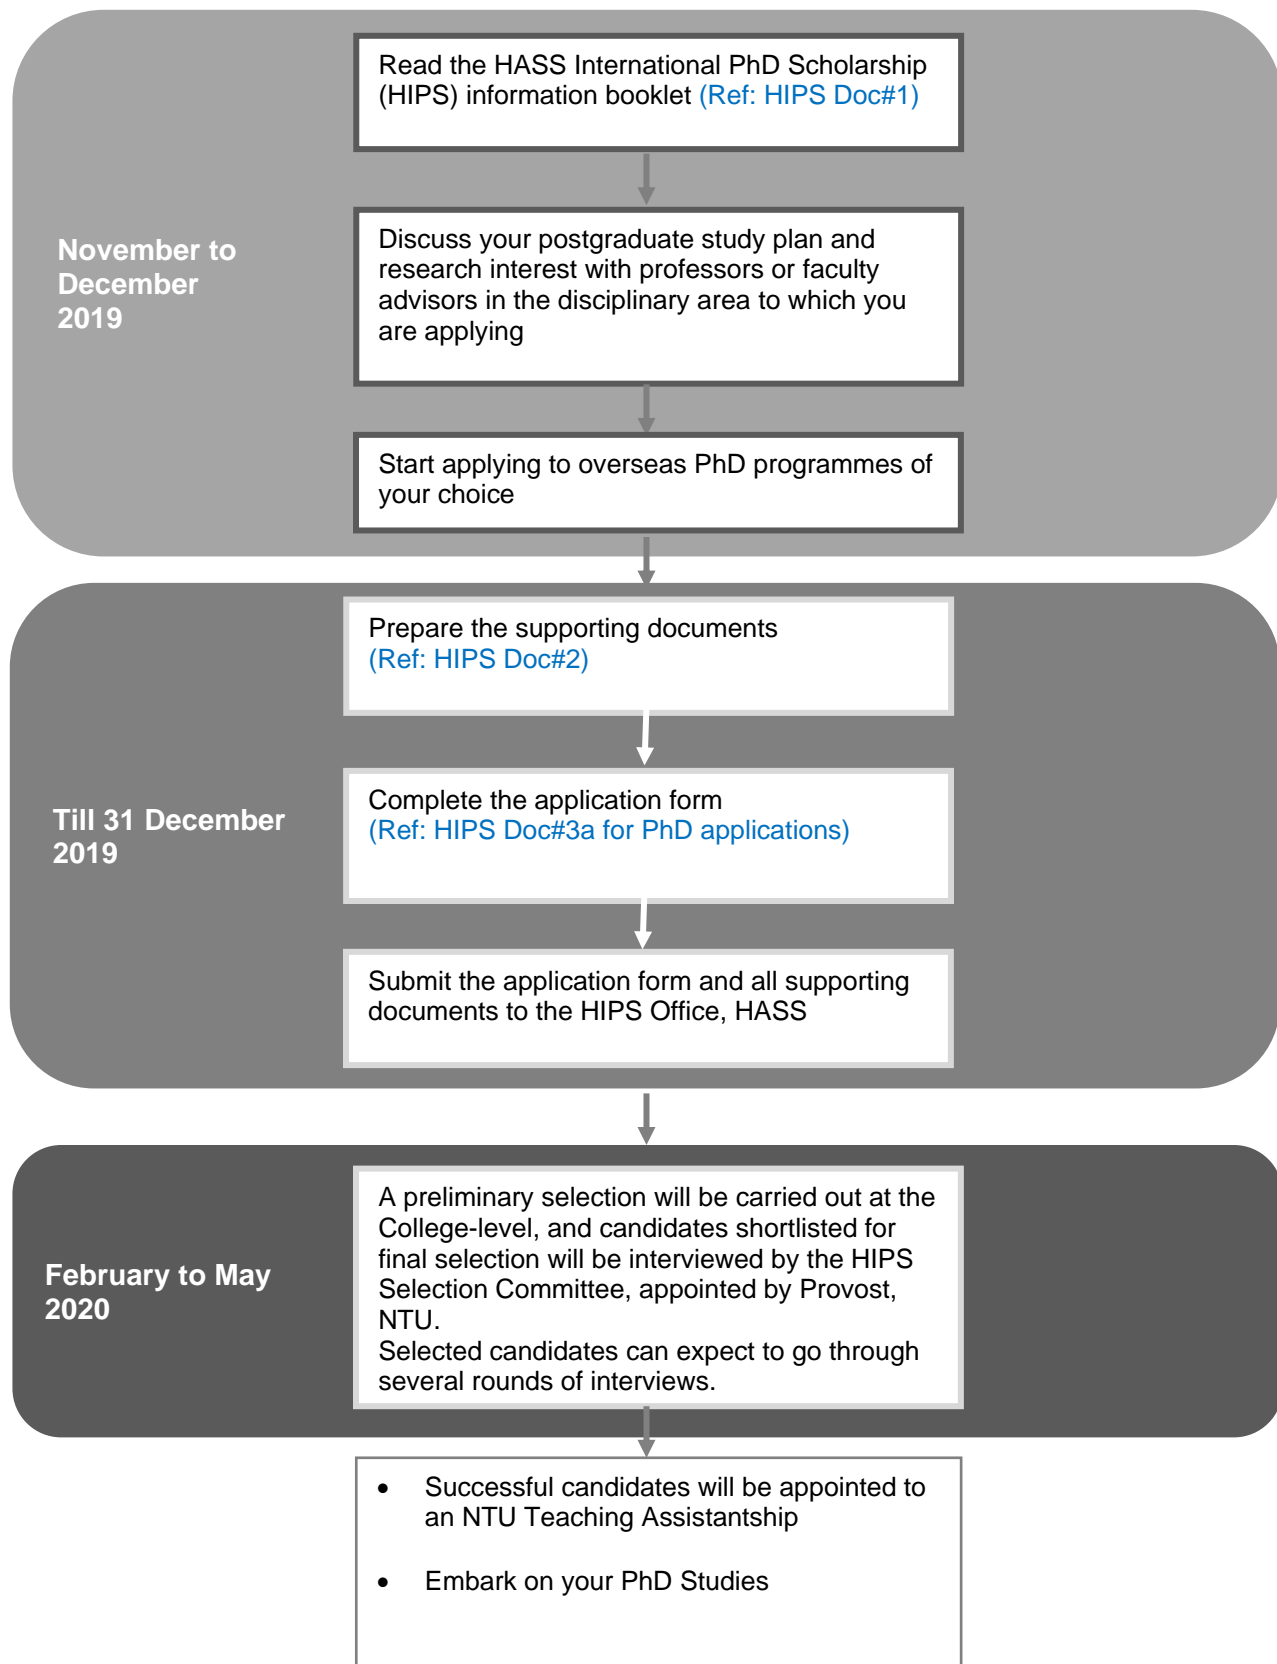 Read the HASS International PhD Scholarship
(HIPS) information booklet (Ref: HIPS Doc#1)
November to
December
2019
Discuss your postgraduate study plan and
research interest with professors or faculty
advisors in the disciplinary area to which you
are applying
Start applying to overseas PhD programmes of
your choice
Prepare the supporting documents
(Ref: HIPS Doc#2)
Till 31 December
2019
Complete the application form
(Ref: HIPS Doc#3a for PhD applications)
Submit the application form and all supporting
documents to the HIPS Office, HASS
February to May
2020
A preliminary selection will be carried out at the
College-level, and candidates shortlisted for
final selection will be interviewed by the HIPS
Selection Committee, appointed by Provost,
NTU.
Selected candidates can expect to go through
several rounds of interviews.
• Successful candidates will be appointed to
an NTU Teaching Assistantship
• Embark on your PhD Studies